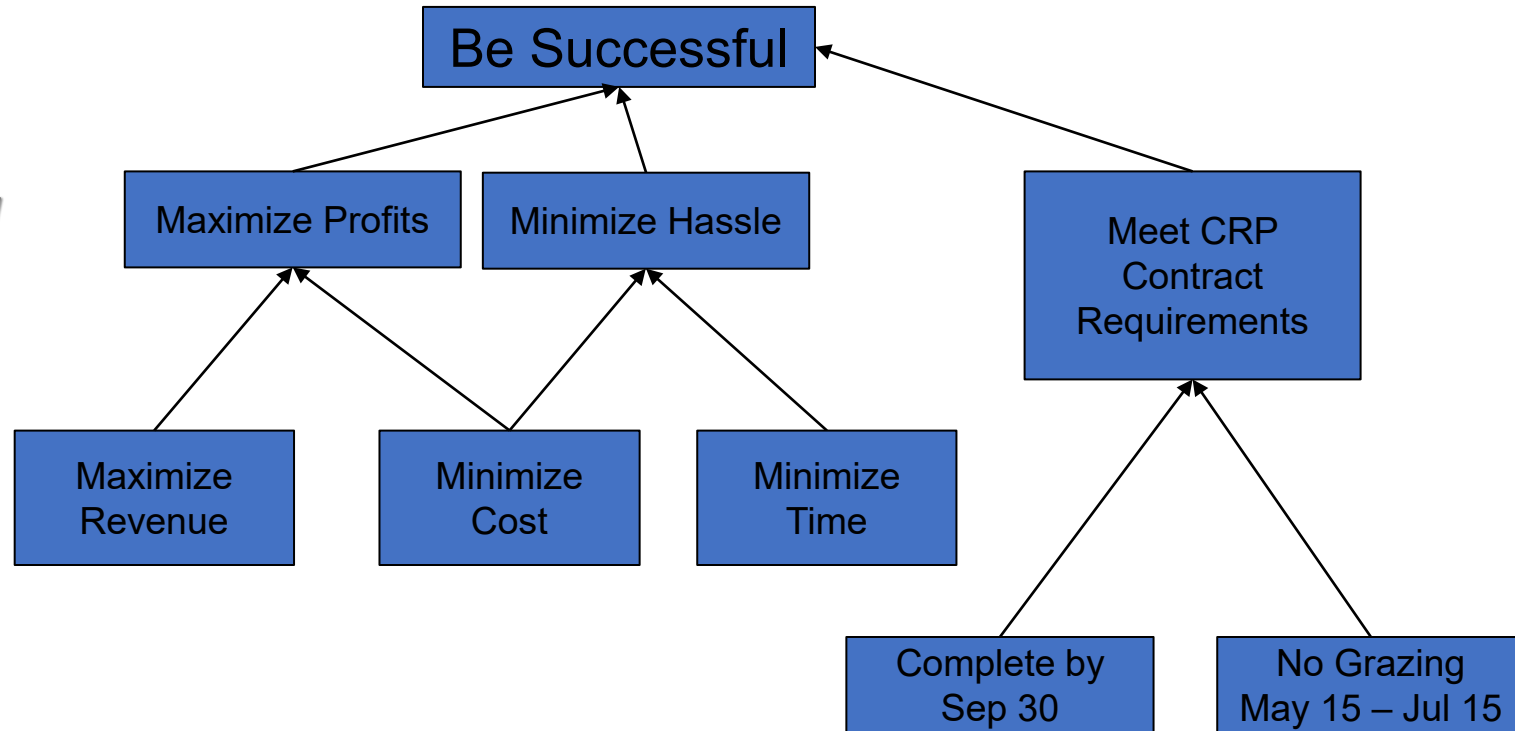 Be Successful
Maximize Profits
Minimize Hassle
Meet CRP
Contract
Requirements
Maximize
Revenue
Minimize
Cost
Minimize
Time
Complete by
Sep 30
No Grazing
May 15 – Jul 15